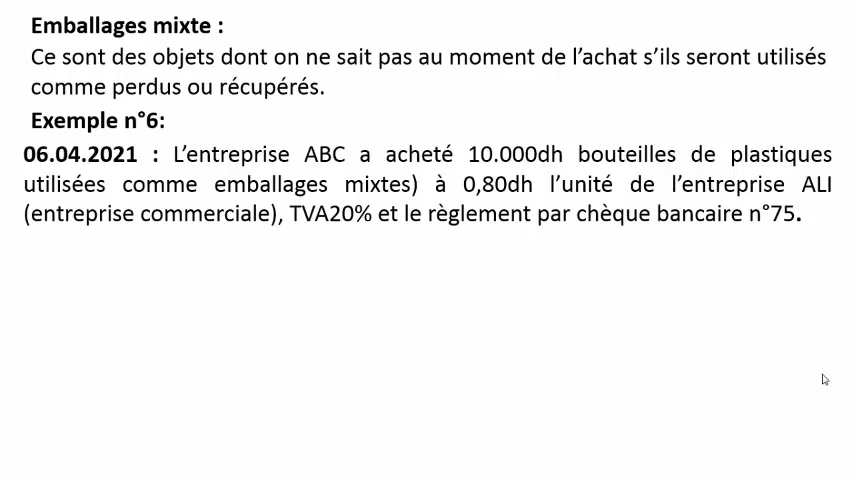 Emballages mixte :
Ce sont des objets dont on ne sait pas au moment de l'achat s'ils seront utilisés
comme perdus ou récupérés.
Exemple n°6:
06.04.2021 : L'entreprise ABC a acheté 10.000dh bouteilles de plastiques
utilisées comme emballages mixtes) à 0,80dh l'unité de l'entreprise ALI
(entreprise commerciale), TVA20% et le règlement par chèque bancaire n°75.